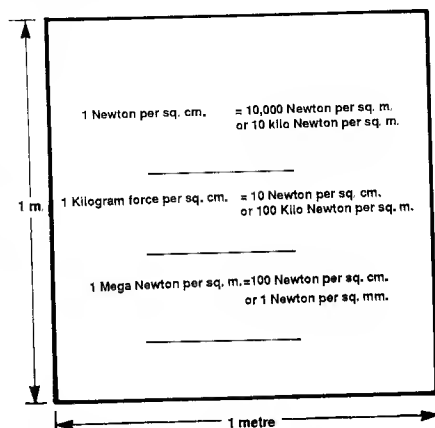 1 Newton per sq. cm. = 10,000 Newton per sq. m.
or 10 kilo Newton per sq. m.
1 m.
1 Kilogram force per sq. cm. = 10 Newton per sq. cm.
or 100 Kilo Newton per sq. m.
1 Mega Newton per sq. m.=100 Newton per sq. cm.
or 1 Newton per sq. mm.
1 metre